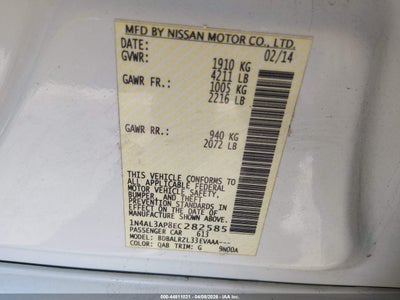 MFD BY NISSAN MOTOR CO., LTD.
DATE: 02/14
GVWR: 1910 KG
4211 LB
GAWR FR.: 1005 KG
2216 LB
GAWR RR.: 940 KG
2072 LB
THIS VEHICLE CONFORMS TO ALL
APPLICABLE FEDERAL MOTOR VEHICLE SAFETY,
BUMPER, AND THEFT
PREVENTION STANDARDS
IN EFFECT ON THE DATE OF
MANUFACTURE SHOWN ABOVE.
1N4AL3AP8EC282585
PASSENGER CAR 613
MODEL: BDBALRZL33EVAAA---
COLOR: QAB TRIM: G 9N00A
000-44811031 - 04/08/2026 - IAAI